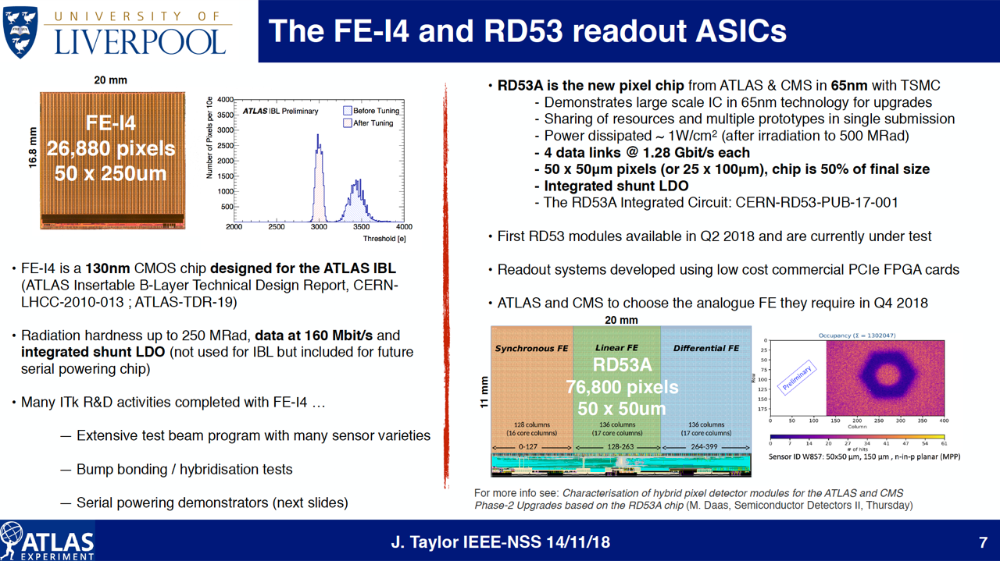 UNIVERSITY OF
LIVERPOOL
The FE-I4 and RD53 readout ASICs
20 mm
16.8 mm
FE-I4
26,880 pixels
50 x 250um
Number of Pixels per 10e
4000
3500
3000
2500
2000
1500
1000
500
ATLAS IBL Preliminary
Before Tuning
After Tuning
2000 2500 3000 3500 4000
Threshold [e]
• FE-I4 is a 130nm CMOS chip designed for the ATLAS IBL
(ATLAS Insertable B-Layer Technical Design Report, CERN-
LHCC-2010-013 ; ATLAS-TDR-19)
• Radiation hardness up to 250 MRad, data at 160 Mbit/s and
integrated shunt LDO (not used for IBL but included for future
serial powering chip)
• Many ITk R&D activities completed with FE-I4 …
— Extensive test beam program with many sensor varieties
— Bump bonding / hybridisation tests
— Serial powering demonstrators (next slides)
• RD53A is the new pixel chip from ATLAS & CMS in 65nm with TSMC
- Demonstrates large scale IC in 65nm technology for upgrades
- Sharing of resources and multiple prototypes in single submission
- Power dissipated ~ 1W/cm² (after irradiation to 500 MRad)
- 4 data links @ 1.28 Gbit/s each
- 50 x 50μm pixels (or 25 x 100μm), chip is 50% of final size
- Integrated shunt LDO
- The RD53A Integrated Circuit: CERN-RD53-PUB-17-001
• First RD53 modules available in Q2 2018 and are currently under test
• Readout systems developed using low cost commercial PCIe FPGA cards
• ATLAS and CMS to choose the analogue FE they require in Q4 2018
20 mm
11 mm
Synchronous FE Linear FE Differential FE
RD53A
76,800 pixels
50 x 50um
128 columns 136 columns 136 columns
(16 core columns) (17 core columns) (17 core columns)
0-127 128-263 264-399
Occupancy (Σ = 1302047)
Row
0
25
50
75
100
125
150
175
Preliminary
0 50 100 150 200 250 300 350 400
Column
0 7 14 20 27 34 41 47 54 61
# of hits
Sensor ID W8S7: 50x50 μm, 150 μm , n-in-p planar (MPP)
For more info see: Characterisation of hybrid pixel detector modules for the ATLAS and CMS
Phase-2 Upgrades based on the RD53A chip (M. Daas, Semiconductor Detectors II, Thursday)
ATLAS
EXPERIMENT
J. Taylor IEEE-NSS 14/11/18
7